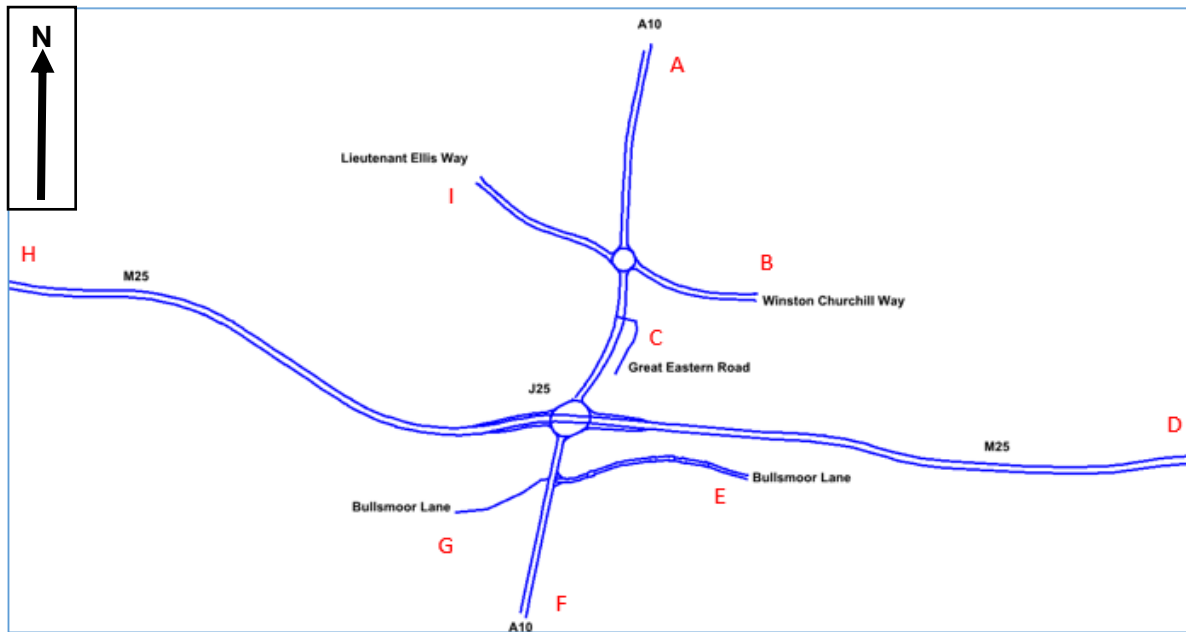 N
A10
A
Lieutenant Ellis Way
I
H
M25
B
Winston Churchill Way
C
Great Eastern Road
J25
D
M25
Bullsmoor Lane
E
Bullsmoor Lane
G
F
A10